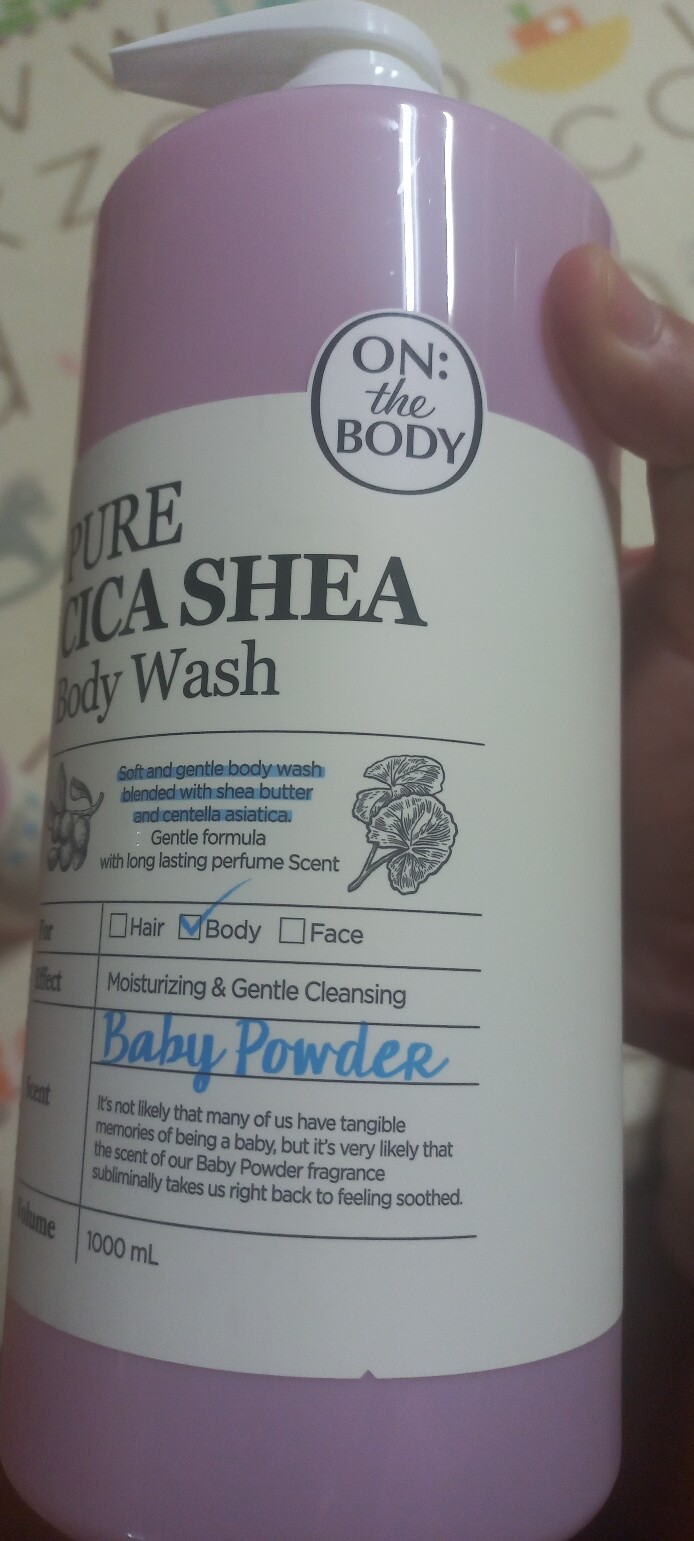 ON:
the
BODY
PURE
CICA SHEA
Body Wash
Soft and gentle body wash
blended with shea butter
and centella asiatica.
Gentle formula
with long lasting perfume Scent
For
Hair Body Face
Effect
Moisturizing & Gentle Cleansing
Scent
Baby Powder
It's not likely that many of us have tangible
memories of being a baby, but it's very likely that
the scent of our Baby Powder fragrance
subliminally takes us right back to feeling soothed.
Volume
1000 mL